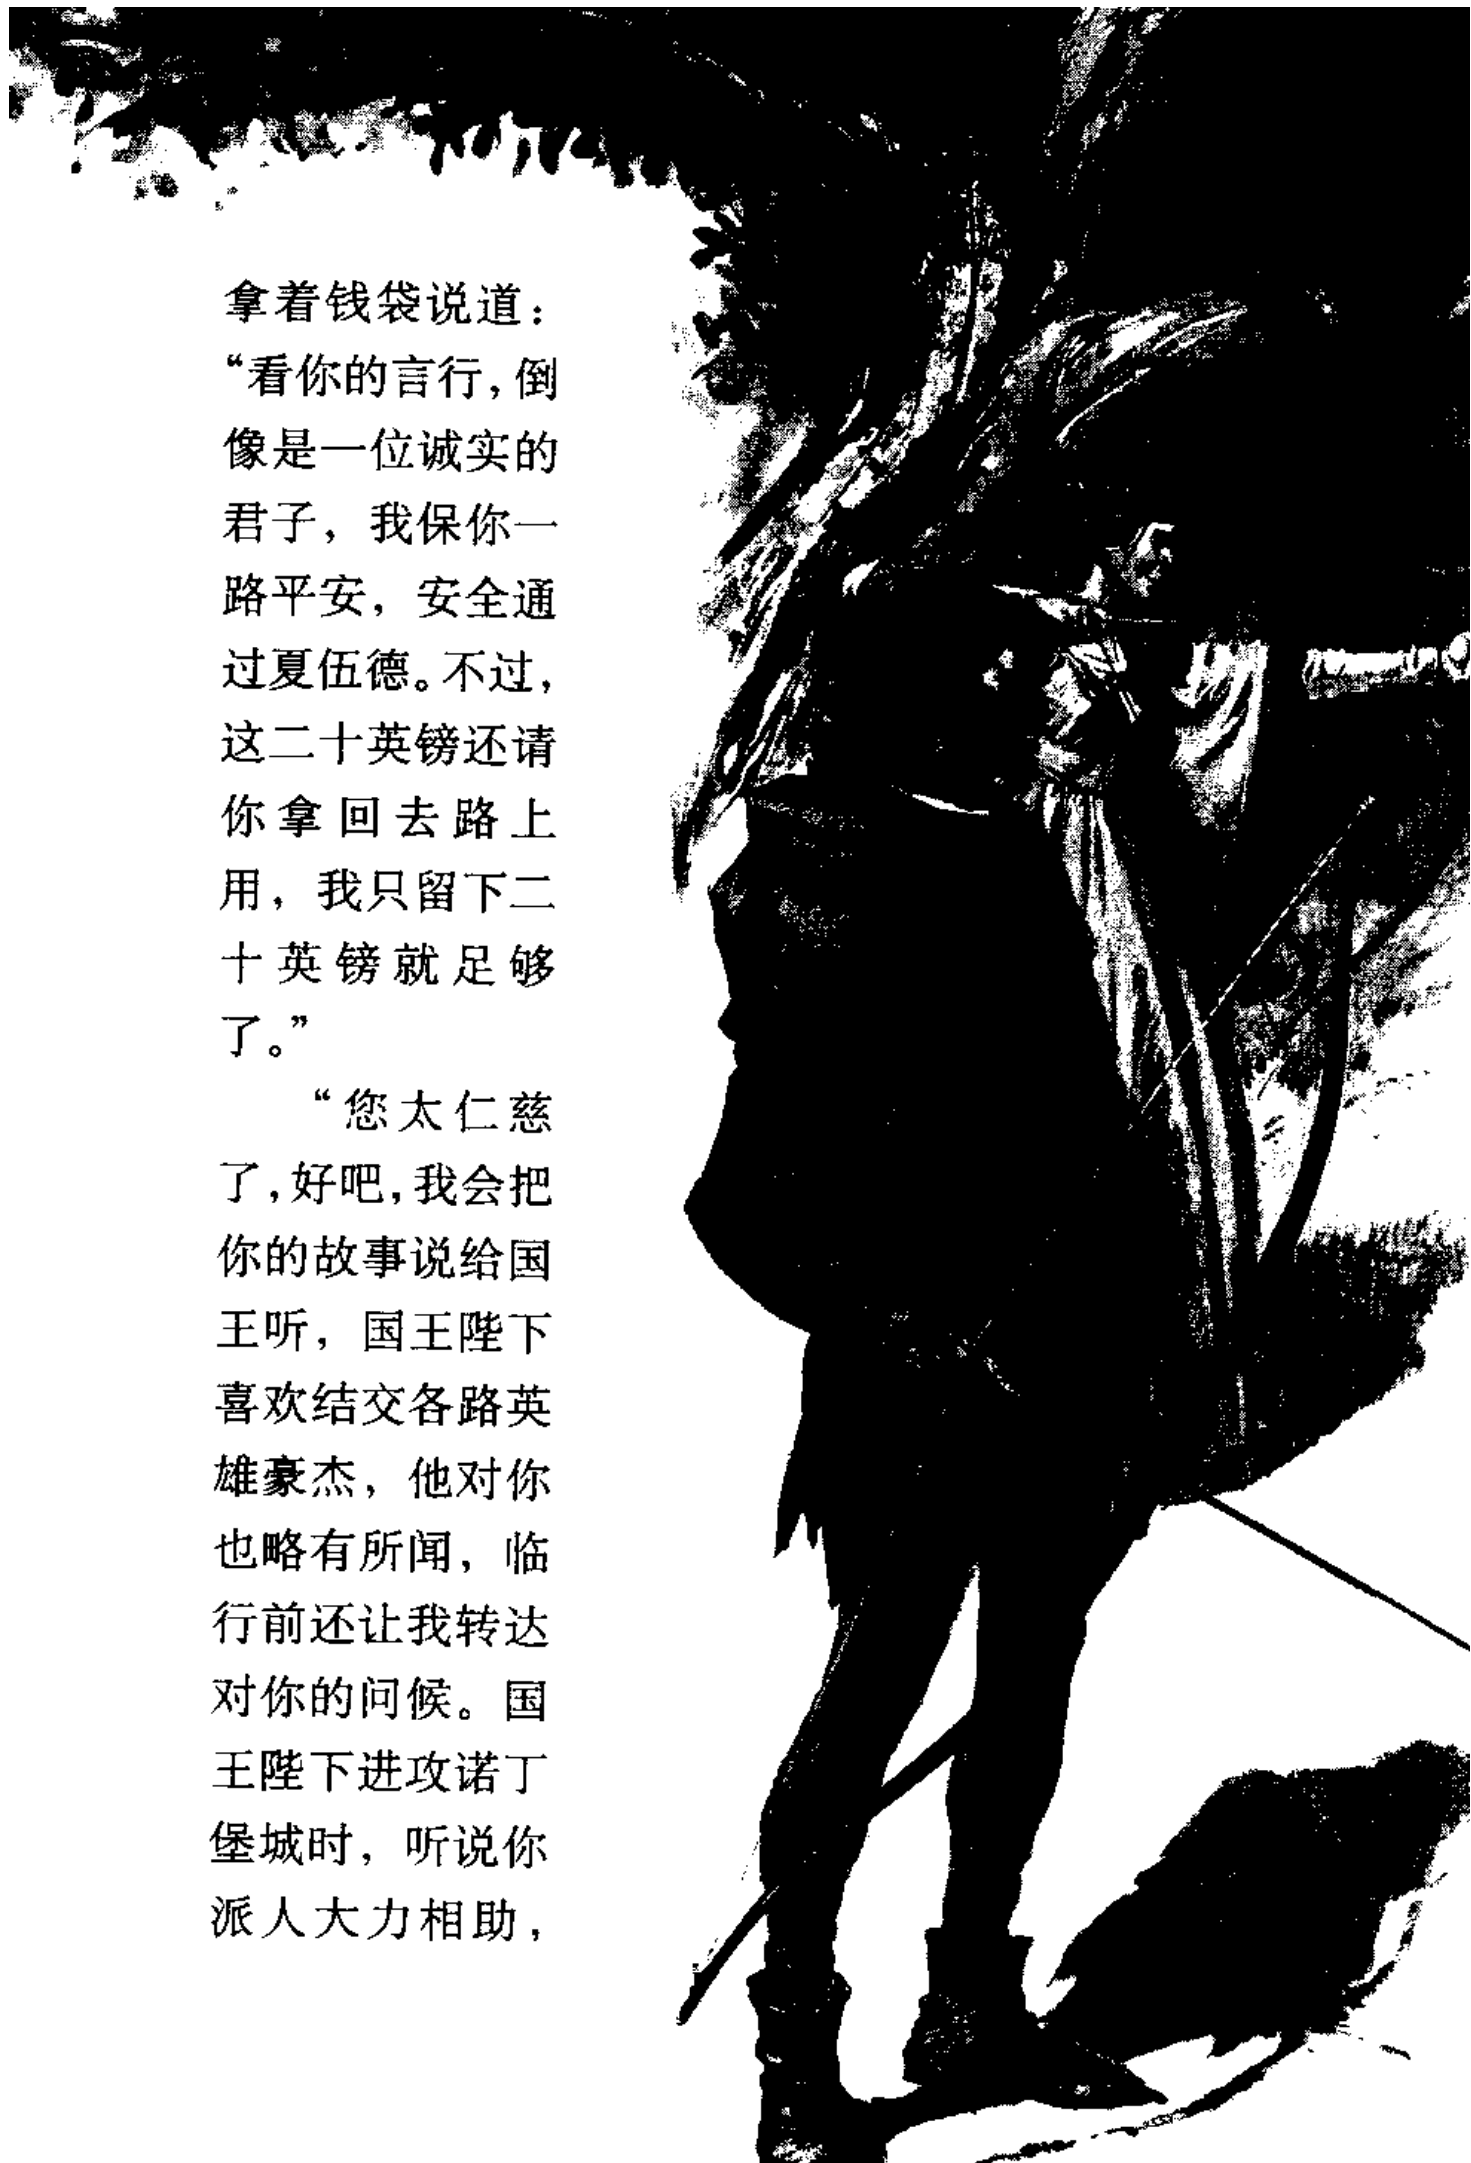 拿着钱袋说道：
“看你的言行，倒
像是一位诚实的
君子，我保你一
路平安，安全通
过夏伍德。不过，
这二十英镑还请
你拿回去路上
用，我只留下二
十英镑就足够
了。”
“您太仁慈
了，好吧，我会把
你的故事说给国
王听，国王陛下
喜欢结交各路英
雄豪杰，他对你
也略有所闻，临
行前还让我转达
对你的问候。国
王陛下进攻诺丁
堡城时，听说你
派人大力相助，